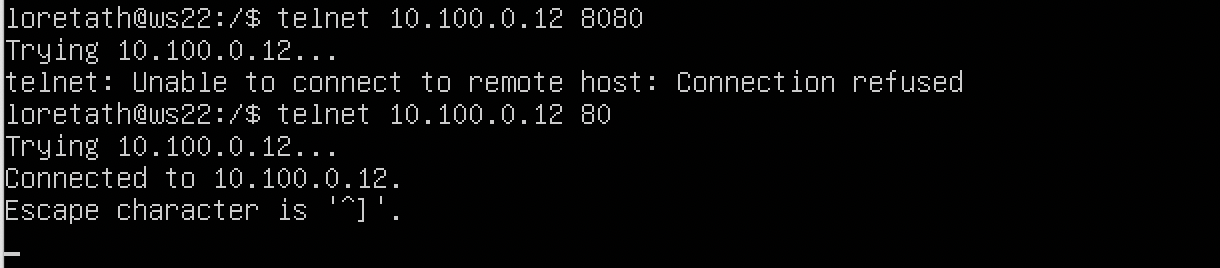 loretath@ws22:/$ telnet 10.100.0.12 8080
Trying 10.100.0.12...
telnet: Unable to connect to remote host: Connection refused
loretath@ws22:/$ telnet 10.100.0.12 80
Trying 10.100.0.12...
Connected to 10.100.0.12.
Escape character is '^]'.